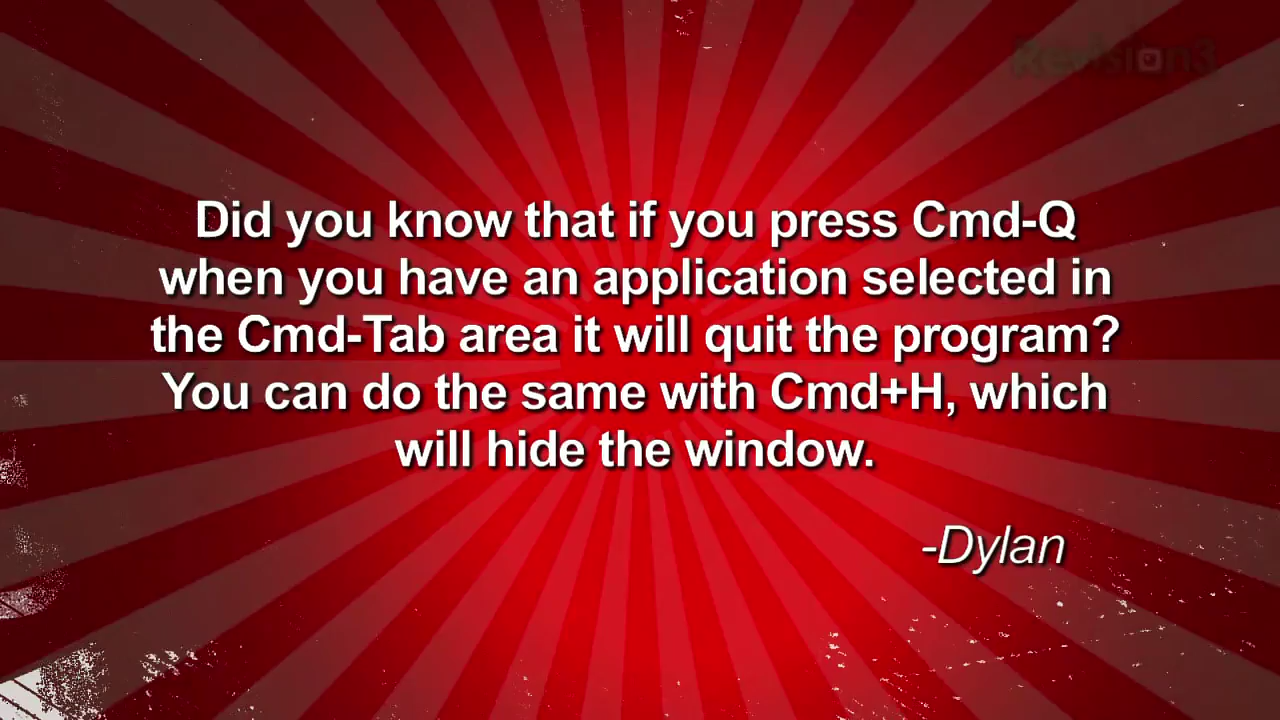 Revision3
Did you know that if you press Cmd-Q
when you have an application selected in
the Cmd-Tab area it will quit the program?
You can do the same with Cmd+H, which
will hide the window.
-Dylan